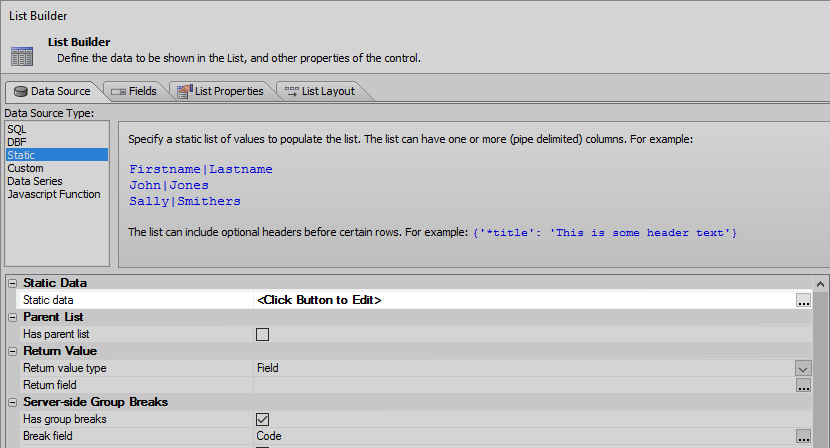 List Builder
List Builder
Define the data to be shown in the List, and other properties of the control.
Data Source Fields List Properties List Layout
Data Source Type:
SQL
DBF
Static
Custom
Data Series
Javascript Function
Specify a static list of values to populate the list. The list can have one or more (pipe delimited) columns. For example:
Firstname|Lastname
John|Jones
Sally|Smithers
The list can include optional headers before certain rows. For example: {'*title': 'This is some header text'}
Static Data
Static data <Click Button to Edit> ...
Parent List
Has parent list
Return Value
Return value type Field
Return field ...
Server-side Group Breaks
Has group breaks
Break field Code ...